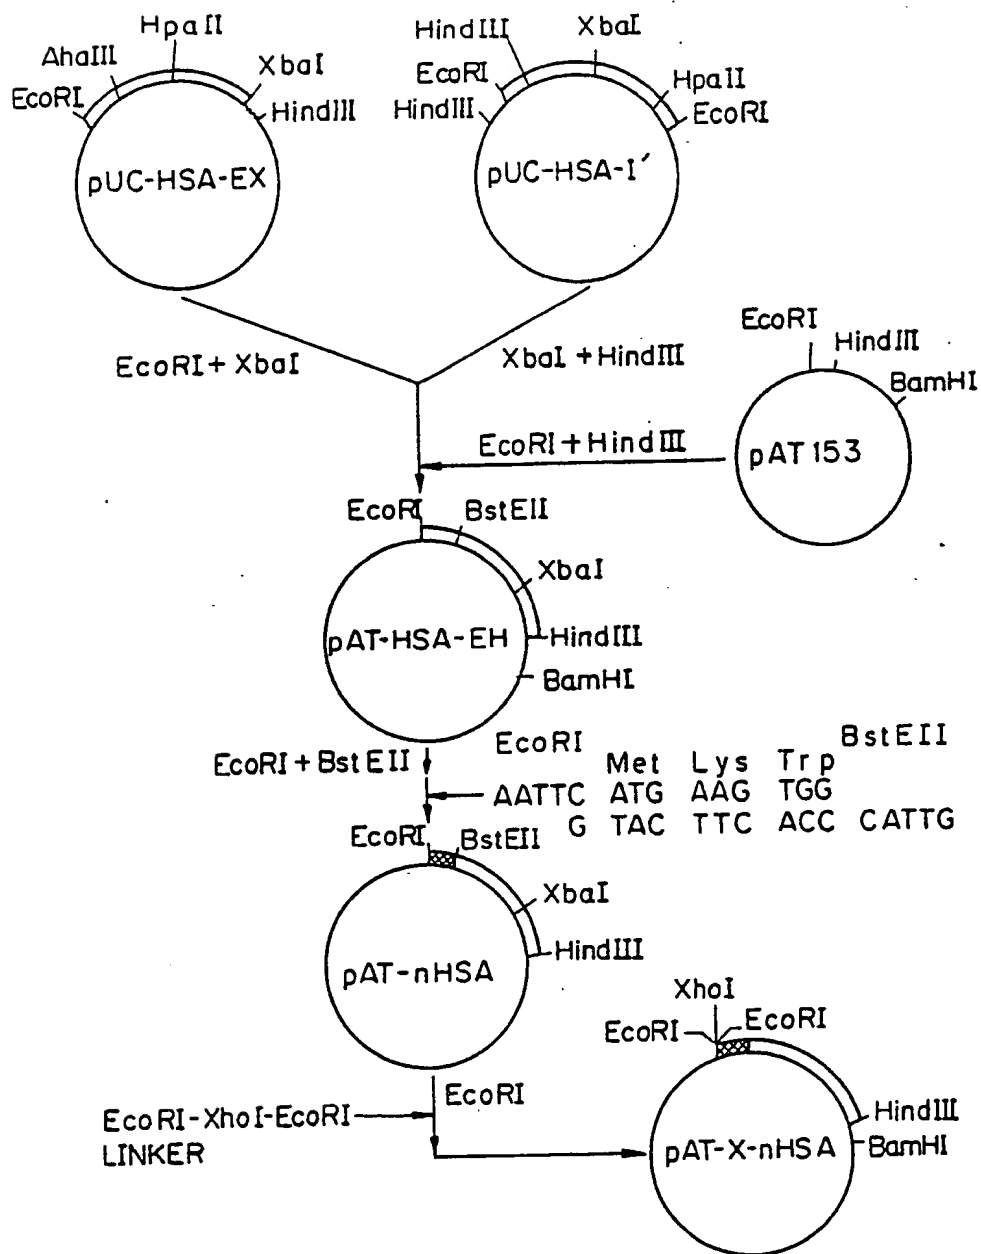 HpaII
AhaIII
XbaI
EcoRI
HindIII
pUC-HSA-EX
HindIII
XbaI
EcoRI
HpaII
HindIII
EcoRI
pUC-HSA-I′
EcoRI + XbaI
XbaI + HindIII
EcoRI
HindIII
BamHI
pAT153
EcoRI + HindIII
EcoRI
BstEII
XbaI
pAT-HSA-EH
HindIII
BamHI
EcoRI + BstEII
EcoRI
BstEII
Met Lys Trp
AATTC ATG AAG TGG
G TAC TTC ACC CATTG
EcoRI
BstEII
XbaI
HindIII
pAT-nHSA
XhoI
EcoRI
EcoRI
EcoRI
EcoRI-XhoI-EcoRI
LINKER
HindIII
pAT-X-nHSA
BamHI